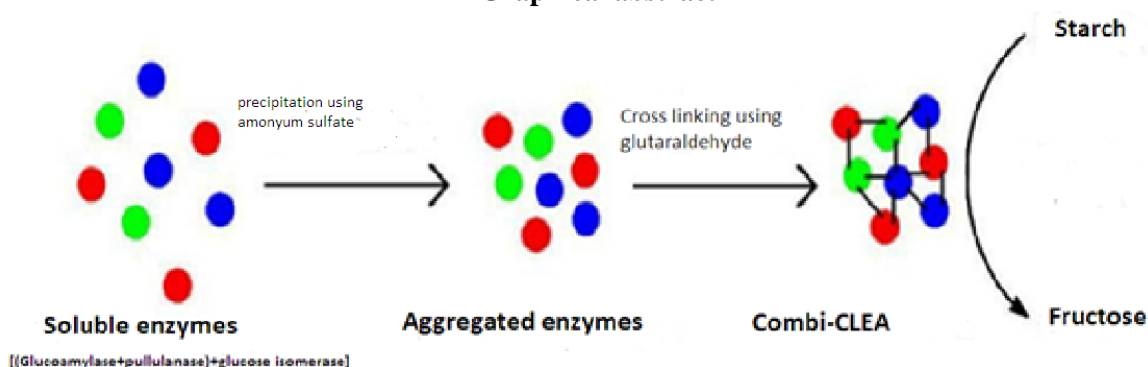 Starch
precipitation using
amonyum sulfate
Cross linking using
glutaraldehyde
Soluble enzymes
Aggregated enzymes
Combi-CLEA
Fructose
[(Glucoamylase+pullulanase)+glucose isomerase]